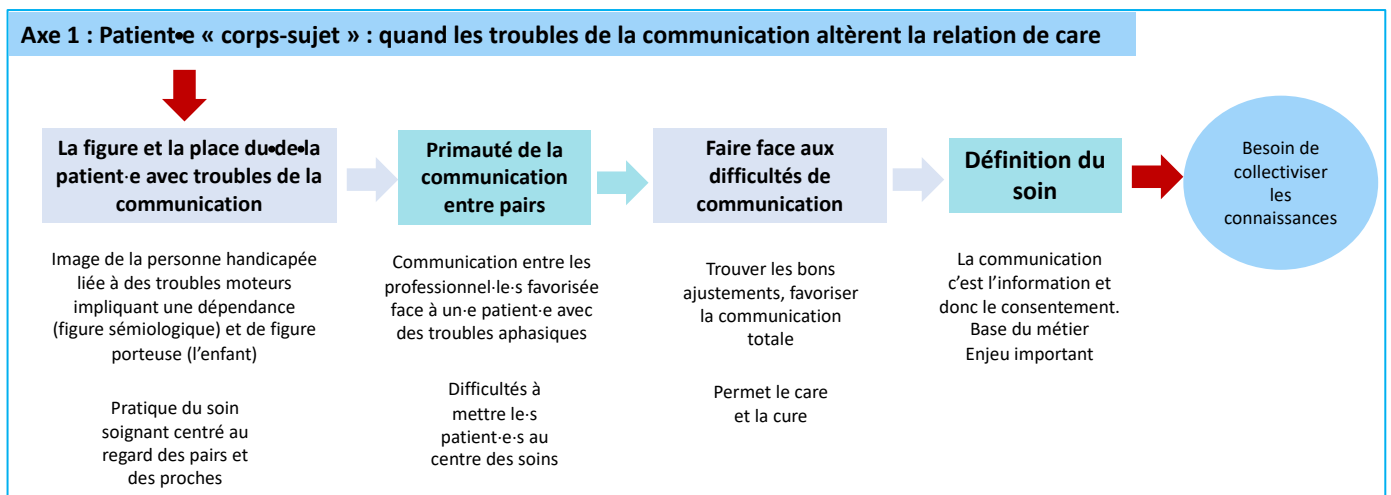 Axe 1 : Patient•e « corps-sujet » : quand les troubles de la communication altèrent la relation de care
La figure et la place du•de•la
patient·e avec troubles de la
communication
Image de la personne handicapée
liée à des troubles moteurs
impliquant une dépendance
(figure sémiologique) et de figure
porteuse (l’enfant)
Pratique du soin
soignant centré au
regard des pairs et
des proches
Primauté de la
communication
entre pairs
Communication entre les
professionnel·le·s favorisée
face à un·e patient·e avec
des troubles aphasiques
Difficultés à
mettre le·s
patient·e·s au
centre des soins
Faire face aux
difficultés de
communication
Trouver les bons
ajustements, favoriser
la communication
totale
Permet le care
et la cure
Définition du
soin
La communication
c’est l’information et
donc le consentement.
Base du métier
Enjeu important
Besoin de
collectiviser
les
connaissances